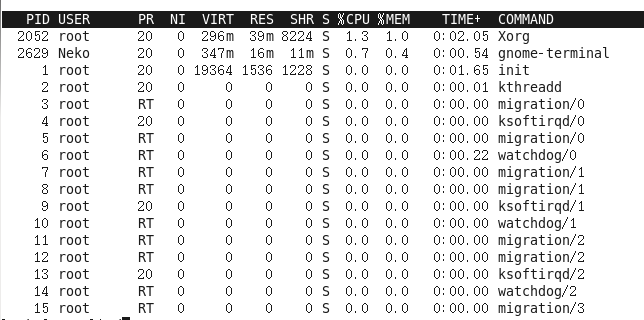 PID USER PR NI VIRT RES SHR S %CPU %MEM TIME+ COMMAND
2052 root 20 0 296m 39m 8224 S 1.3 1.0 0:02.05 Xorg
2629 Neko 20 0 347m 16m 11m S 0.7 0.4 0:00.54 gnome-terminal
1 root 20 0 19364 1536 1228 S 0.0 0.0 0:01.65 init
2 root 20 0 0 0 0 S 0.0 0.0 0:00.01 kthreadd
3 root RT 0 0 0 0 S 0.0 0.0 0:00.00 migration/0
4 root 20 0 0 0 0 S 0.0 0.0 0:00.00 ksoftirqd/0
5 root RT 0 0 0 0 S 0.0 0.0 0:00.00 migration/0
6 root RT 0 0 0 0 S 0.0 0.0 0:00.22 watchdog/0
7 root RT 0 0 0 0 S 0.0 0.0 0:00.00 migration/1
8 root RT 0 0 0 0 S 0.0 0.0 0:00.00 migration/1
9 root 20 0 0 0 0 S 0.0 0.0 0:00.00 ksoftirqd/1
10 root RT 0 0 0 0 S 0.0 0.0 0:00.00 watchdog/1
11 root RT 0 0 0 0 S 0.0 0.0 0:00.00 migration/2
12 root RT 0 0 0 0 S 0.0 0.0 0:00.00 migration/2
13 root 20 0 0 0 0 S 0.0 0.0 0:00.00 ksoftirqd/2
14 root RT 0 0 0 0 S 0.0 0.0 0:00.00 watchdog/2
15 root RT 0 0 0 0 S 0.0 0.0 0:00.00 migration/3